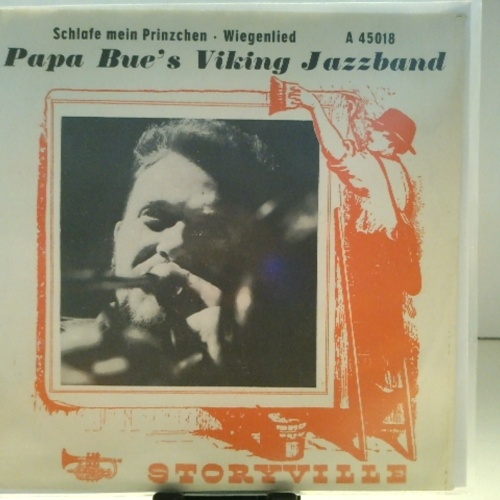 Schlafe mein Prinzchen · Wiegenlied A 45018
Papa Bue's Viking Jazzband
STORYVILLE